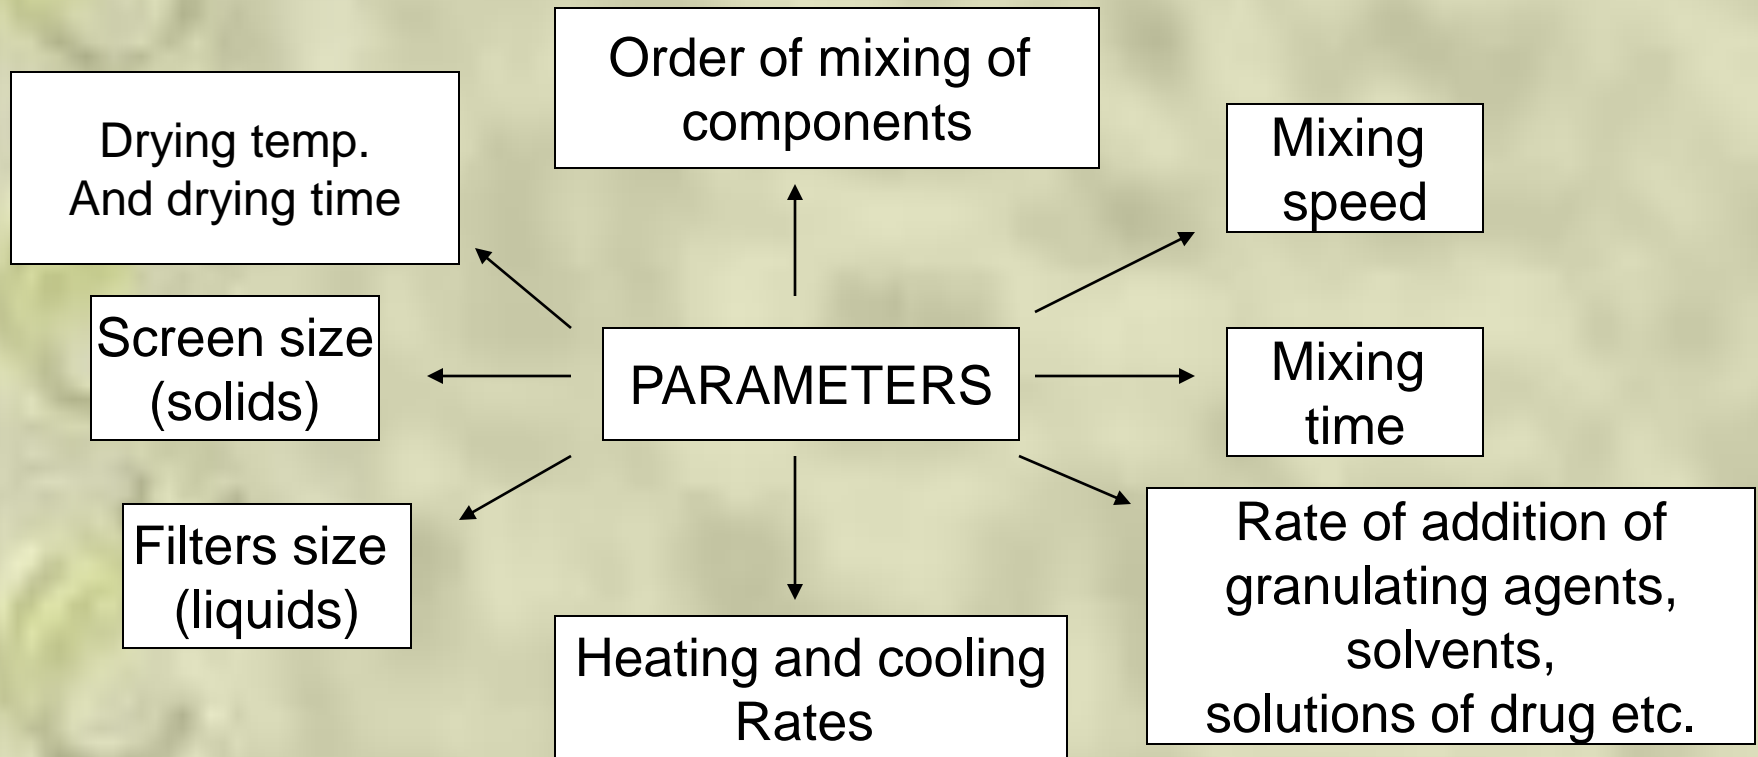 Order of mixing of
components
Drying temp.
And drying time
Mixing
speed
Screen size
(solids)
PARAMETERS
Mixing
time
Filters size
(liquids)
Rate of addition of
granulating agents,
solvents,
solutions of drug etc.
Heating and cooling
Rates